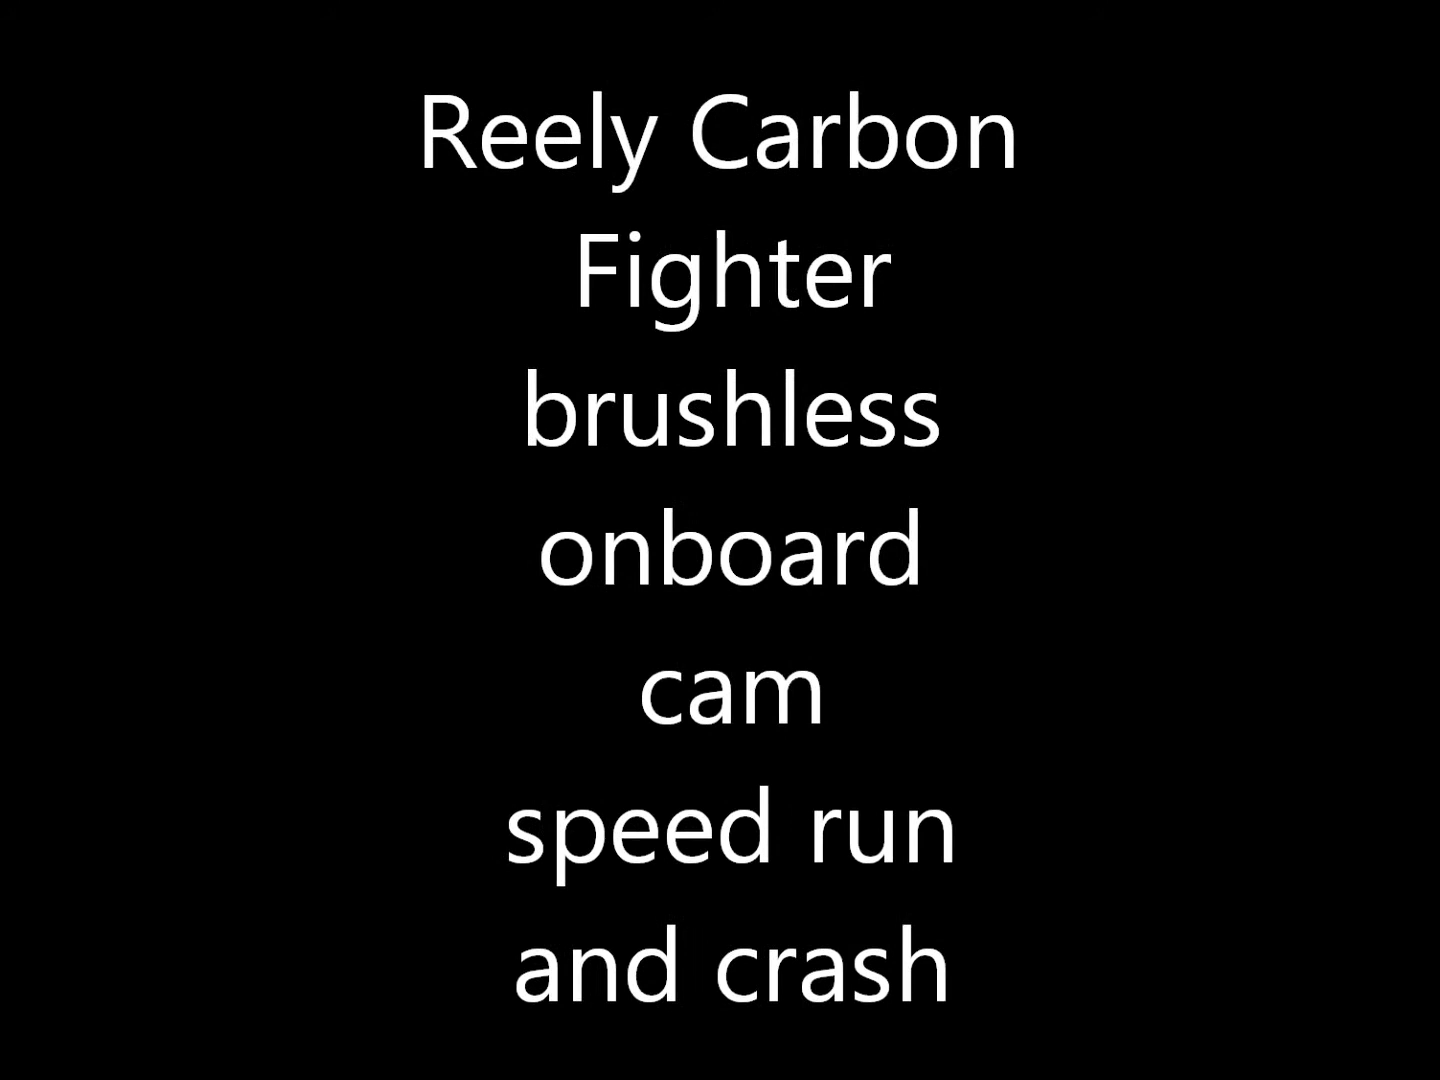 Reely Carbon
Fighter
brushless
onboard
cam
speed run
and crash